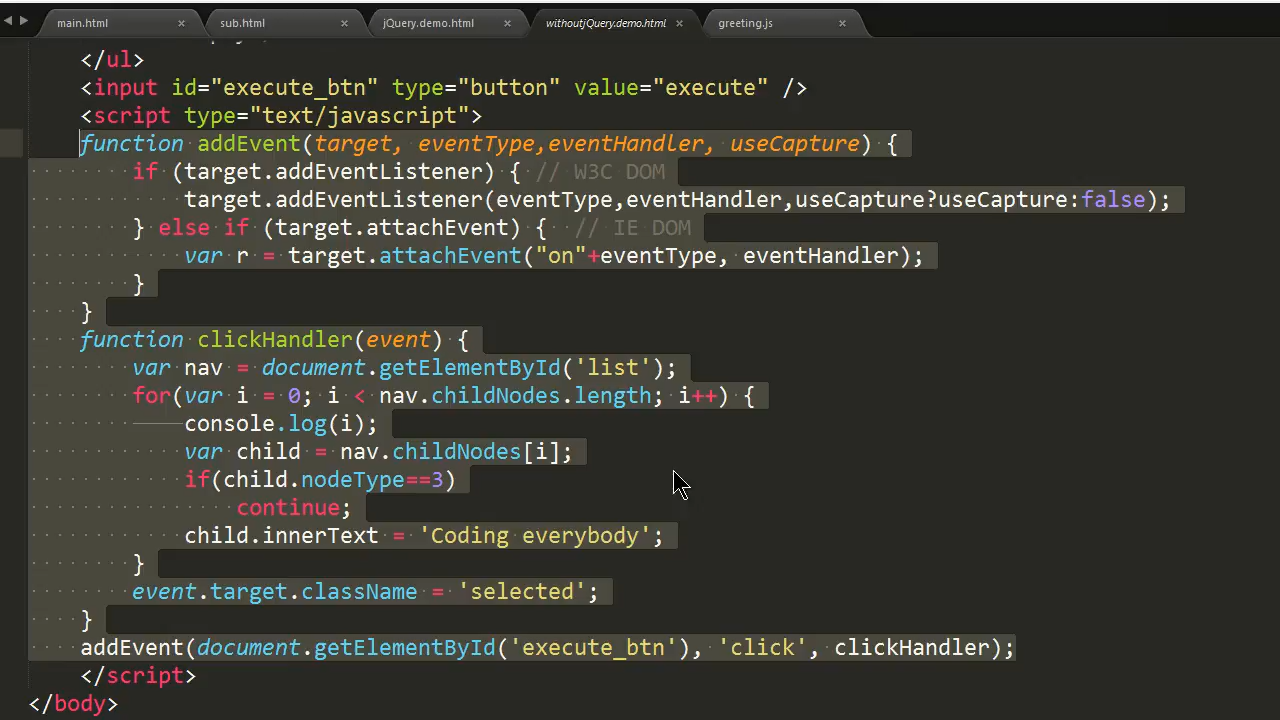 main.html × sub.html × jQuery.demo.html × withoutjQuery.demo.html × greeting.js ×
</ul>
<input id="execute_btn" type="button" value="execute" />
<script type="text/javascript">
function addEvent(target, eventType,eventHandler, useCapture) {
if (target.addEventListener) { // W3C DOM
target.addEventListener(eventType,eventHandler,useCapture?useCapture:false);
} else if (target.attachEvent) { // IE DOM
var r = target.attachEvent("on"+eventType, eventHandler);
}
}
function clickHandler(event) {
var nav = document.getElementById('list');
for(var i = 0; i < nav.childNodes.length; i++) {
console.log(i);
var child = nav.childNodes[i];
if(child.nodeType==3)
continue;
child.innerText = 'Coding everybody';
}
event.target.className = 'selected';
}
addEvent(document.getElementById('execute_btn'), 'click', clickHandler);
</script>
</body>